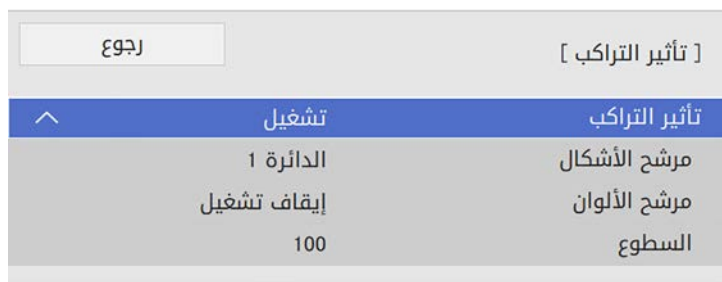 [ تأثير التراكب ] رجوع
تأثير التراكب تشغيل
مرشح الأشكال الدائرة 1
مرشح الألوان إيقاف تشغيل
السطوع 100